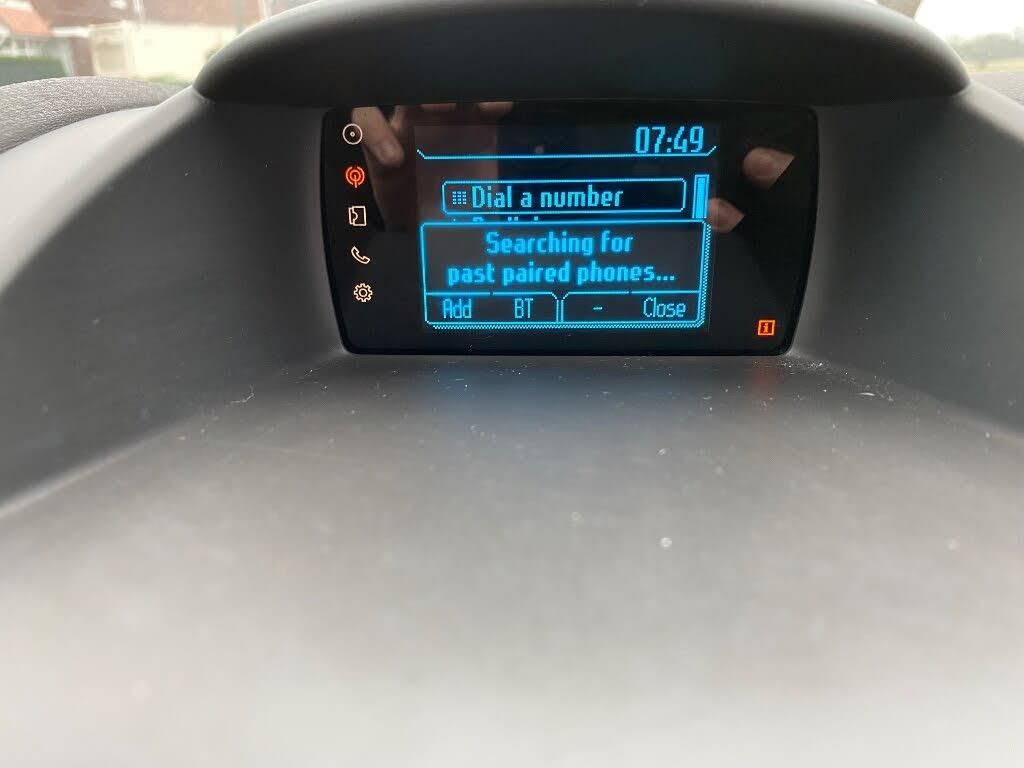 07:49
Dial a number
Searching for
past paired phones...
Add BT - Close